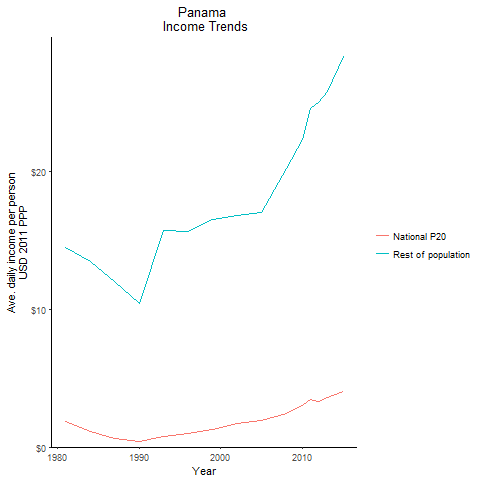 Panama
Income Trends
Ave. daily income per person
USD 2011 PPP
$20
$10
$0
1980
1990
2000
2010
Year
National P20
Rest of population